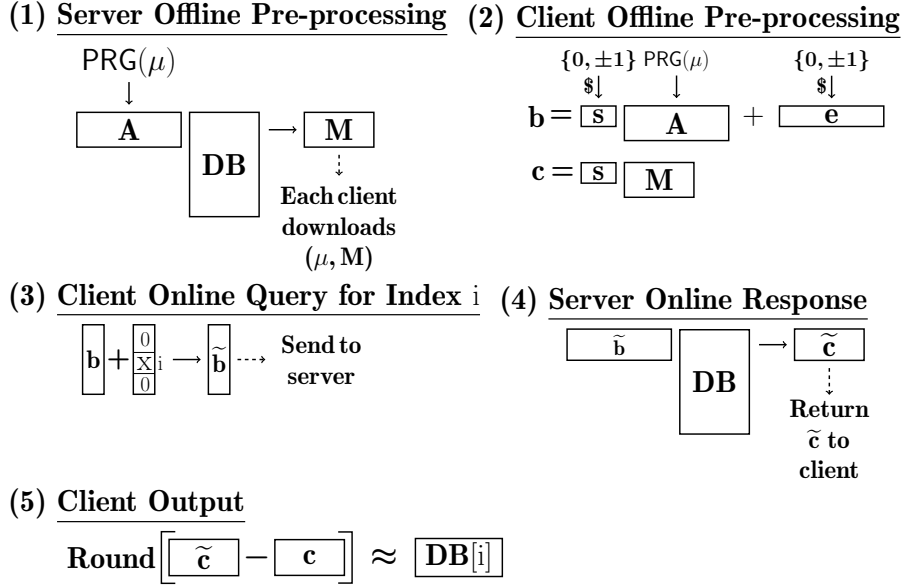 (1) Server Offline Pre-processing
PRG(μ)
A
DB
M
Each client
downloads
(μ, M)
(2) Client Offline Pre-processing
{0, ±1} PRG(μ) {0, ±1}
$ $
b = s A + e
c = s M
(3) Client Online Query for Index i
0
b + X i b̃ Send to
0
server
(4) Server Online Response
b̃
DB
c̃
Return
c̃ to
client
(5) Client Output
Round[ c̃ − c ] ≈ DB[i]